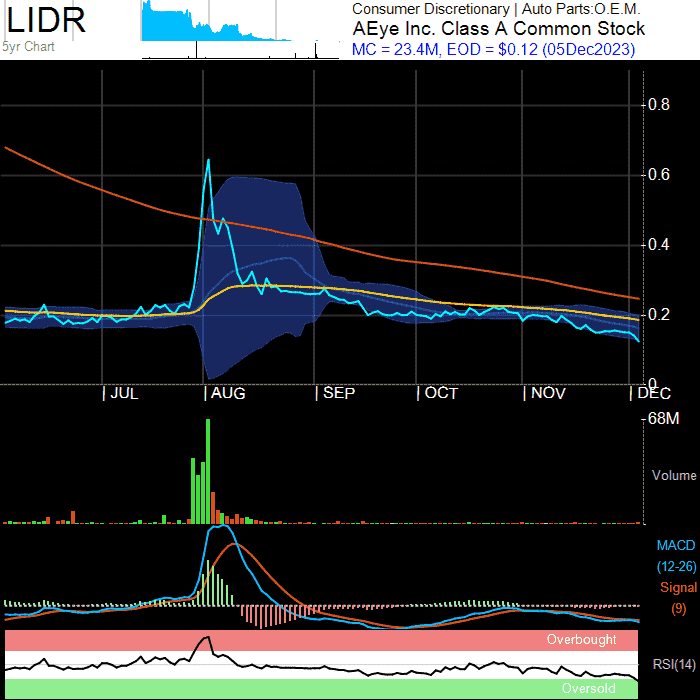 LIDR
5yr Chart
Consumer Discretionary | Auto Parts:O.E.M.
AEye Inc. Class A Common Stock
MC = 23.4M, EOD = $0.12 (05Dec2023)
0.8
0.6
0.4
0.2
0
JUL AUG SEP OCT NOV DEC
68M
Volume
MACD
(12-26)
Signal
(9)
Overbought
RSI(14)
Oversold